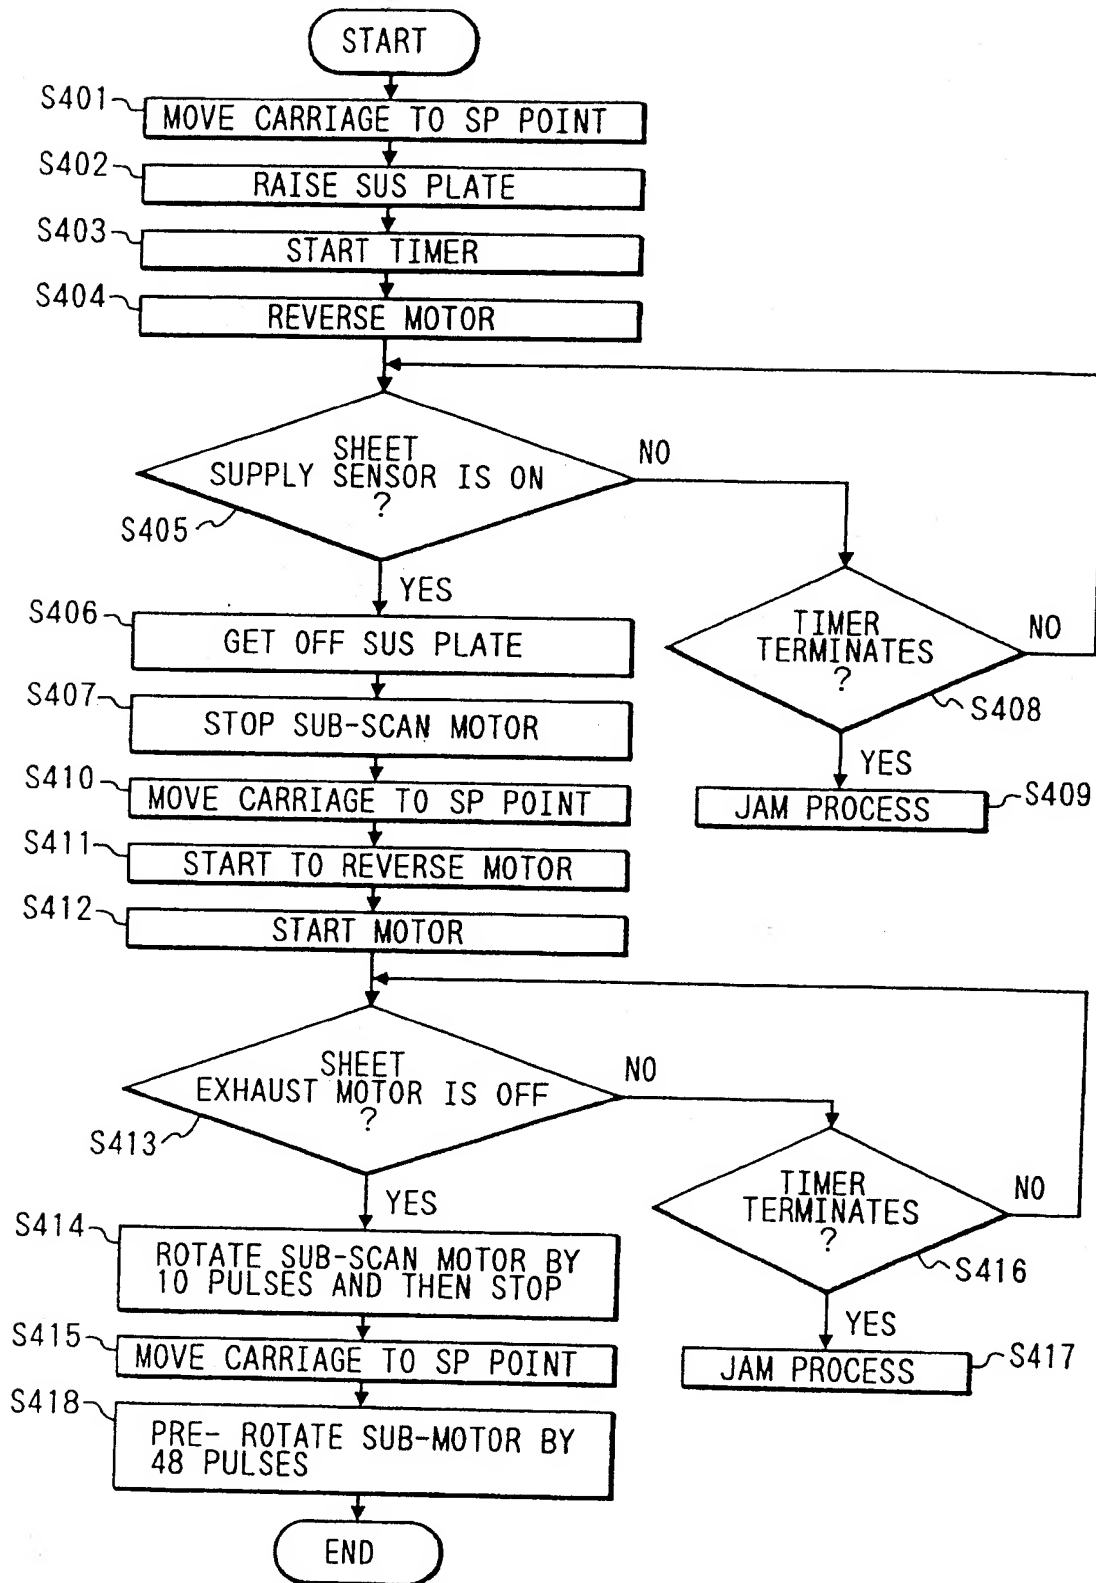 START
S401
MOVE CARRIAGE TO SP POINT
S402
RAISE SUS PLATE
S403
START TIMER
S404
REVERSE MOTOR
SHEET
SUPPLY SENSOR IS ON
?
NO
S405
YES
TIMER
TERMINATES
?
NO
S408
YES
JAM PROCESS
S409
S406
GET OFF SUS PLATE
S407
STOP SUB-SCAN MOTOR
S410
MOVE CARRIAGE TO SP POINT
S411
START TO REVERSE MOTOR
S412
START MOTOR
SHEET
EXHAUST MOTOR IS OFF
?
NO
S413
YES
TIMER
TERMINATES
?
NO
S416
YES
JAM PROCESS
S417
S414
ROTATE SUB-SCAN MOTOR BY
10 PULSES AND THEN STOP
S415
MOVE CARRIAGE TO SP POINT
S418
PRE- ROTATE SUB-MOTOR BY
48 PULSES
END